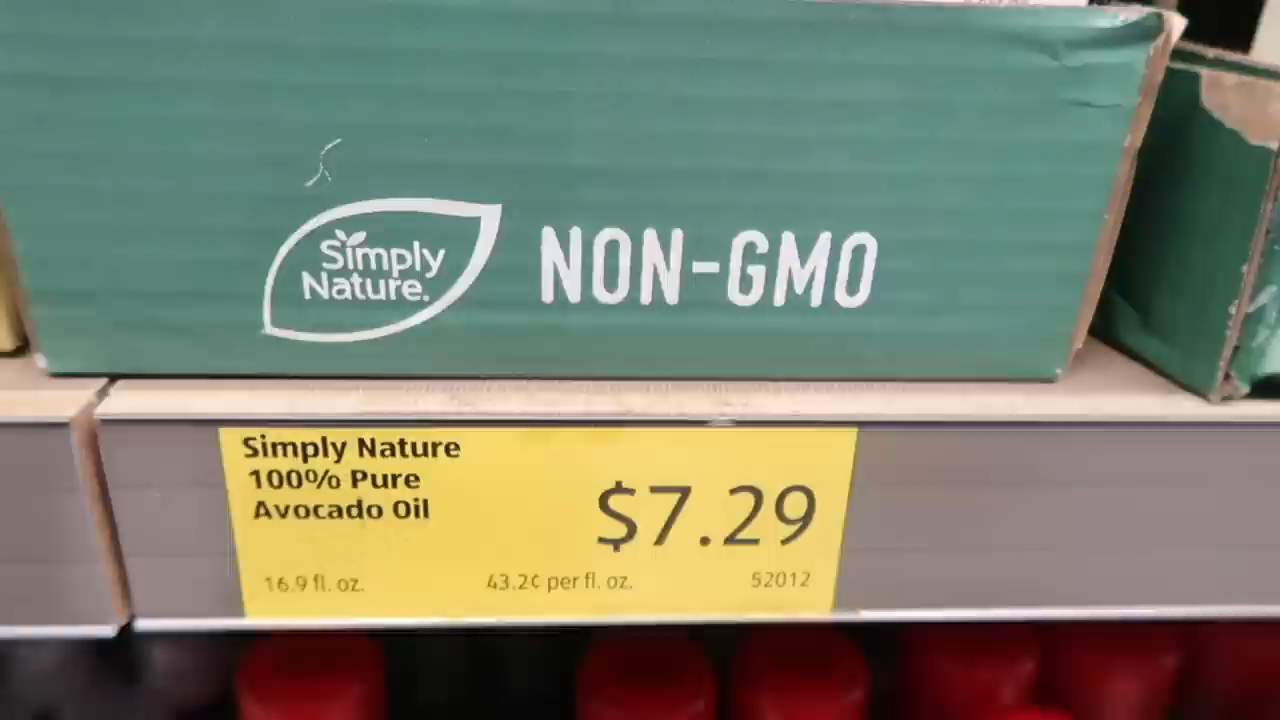 Simply
Nature.
NON-GMO
Simply Nature
100% Pure
Avocado Oil
$7.29
16.9 fl. oz.
43.2¢ per fl. oz.
52012